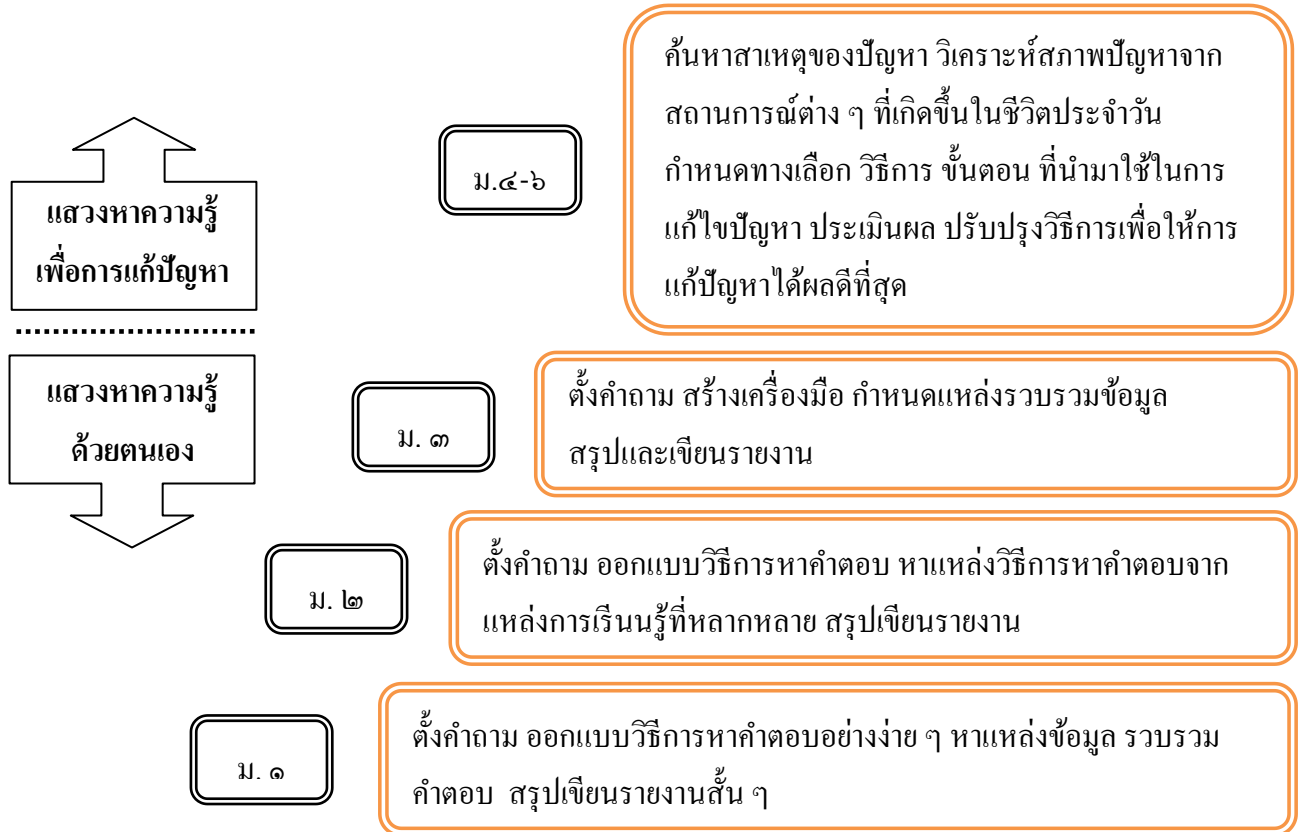 ค้นหาสาเหตุของปัญหา วิเคราะห์สภาพปัญหาจาก
สถานการณ์ต่าง ๆ ที่เกิดขึ้นในชีวิตประจำวัน
กำหนดทางเลือก วิธีการ ขั้นตอน ที่นำมาใช้ในการ
แก้ไขปัญหา ประเมินผล ปรับปรุงวิธีการเพื่อให้การ
แก้ปัญหาได้ผลดีที่สุด
ม.๔-๖
แสวงหาความรู้
เพื่อการแก้ปัญหา
แสวงหาความรู้
ด้วยตนเอง
ม. ๓
ตั้งคำถาม สร้างเครื่องมือ กำหนดแหล่งรวบรวมข้อมูล
สรุปและเขียนรายงาน
ม. ๒
ตั้งคำถาม ออกแบบวิธีการหาคำตอบ หาแหล่งวิธีการหาคำตอบจาก
แหล่งการเรีนนรู้ที่หลากหลาย สรุปเขียนรายงาน
ม. ๑
ตั้งคำถาม ออกแบบวิธีการหาคำตอบอย่างง่าย ๆ หาแหล่งข้อมูล รวบรวม
คำตอบ สรุปเขียนรายงานสั้น ๆ